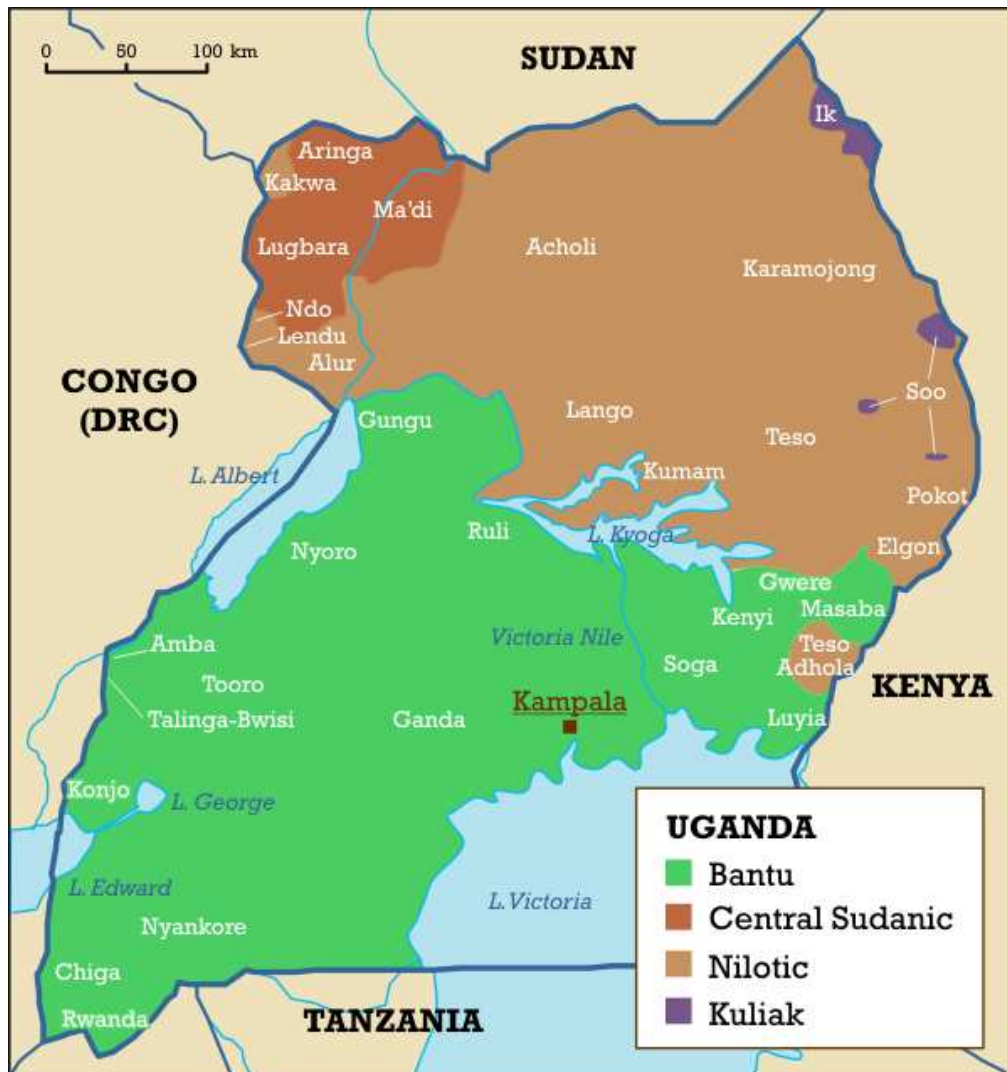 0 50 100 km
SUDAN
Ik
Aringa
Kakwa
Ma'di
Lugbara
Acholi
Karamojong
Ndo
Lendu
Alur
CONGO
(DRC)
Soo
Gungu
Lango
Teso
L. Albert
Kumam
Pokot
Ruli
L. Kyoga
Nyoro
Elgon
Gwere
Kenyi
Masaba
Amba
Victoria Nile
Teso
Adhola
Soga
Tooro
KENYA
Talinga-Bwisi
Ganda
Kampala
Luyia
Konjo
L. George
L. Edward
L. Victoria
Nyankore
Chiga
Rwanda
TANZANIA
UGANDA
Bantu
Central Sudanic
Nilotic
Kuliak